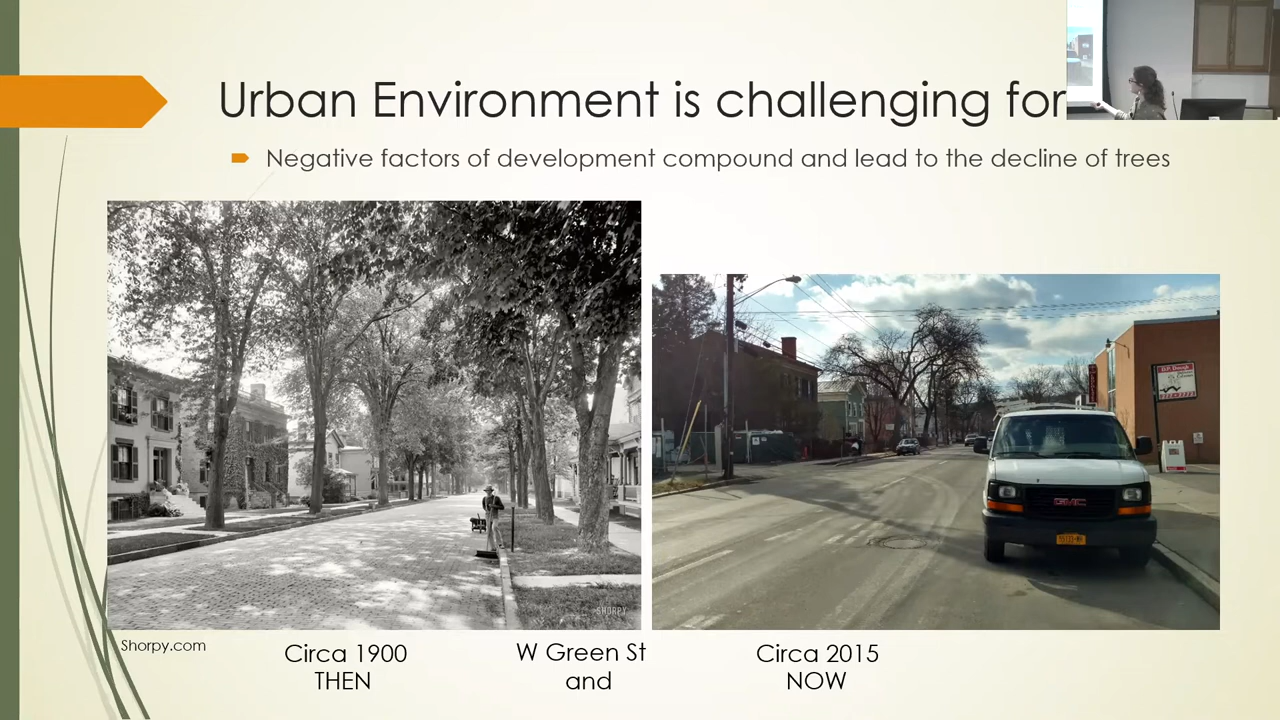 Urban Environment is challenging for
Negative factors of development compound and lead to the decline of trees
SHORPY
GMC
Shorpy.com
Circa 1900
THEN
W Green St
and
Circa 2015
NOW